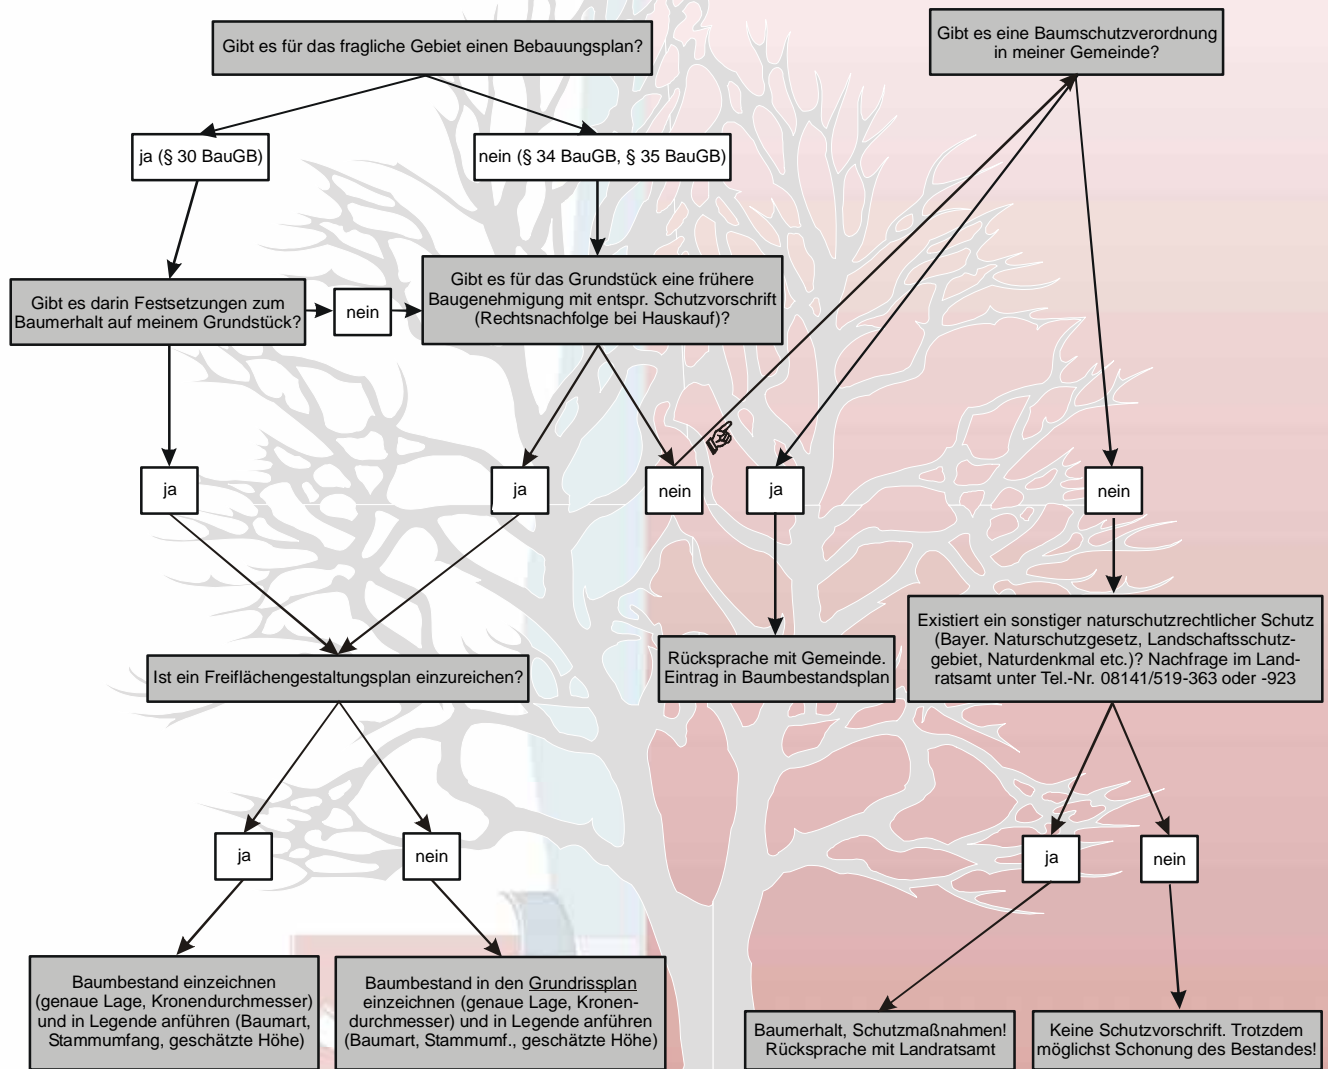 Gibt es für das fragliche Gebiet einen Bebauungsplan?
Gibt es eine Baumschutzverordnung
in meiner Gemeinde?
ja (§ 30 BauGB)
nein (§ 34 BauGB, § 35 BauGB)
Gibt es darin Festsetzungen zum
Baumerhalt auf meinem Grundstück?
nein
Gibt es für das Grundstück eine frühere
Baugenehmigung mit entspr. Schutzvorschrift
(Rechtsnachfolge bei Hauskauf)?
ja
ja
nein
ja
nein
Ist ein Freiflächengestaltungsplan einzureichen?
Rücksprache mit Gemeinde.
Eintrag in Baumbestandsplan
Existiert ein sonstiger naturschutzrechtlicher Schutz
(Bayer. Naturschutzgesetz, Landschaftsschutz-
gebiet, Naturdenkmal etc.)? Nachfrage im Land-
ratsamt unter Tel.-Nr. 08141/519-363 oder -923
ja
nein
ja
nein
Baumbestand einzeichnen
(genaue Lage, Kronendurchmesser)
und in Legende anführen (Baumart,
Stammumfang, geschätzte Höhe)
Baumbestand in den Grundrissplan
einzeichnen (genaue Lage, Kronen-
durchmesser) und in Legende anführen
(Baumart, Stammumf., geschätzte Höhe)
Baumerhalt, Schutzmaßnahmen!
Rücksprache mit Landratsamt
Keine Schutzvorschrift. Trotzdem
möglichst Schonung des Bestandes!